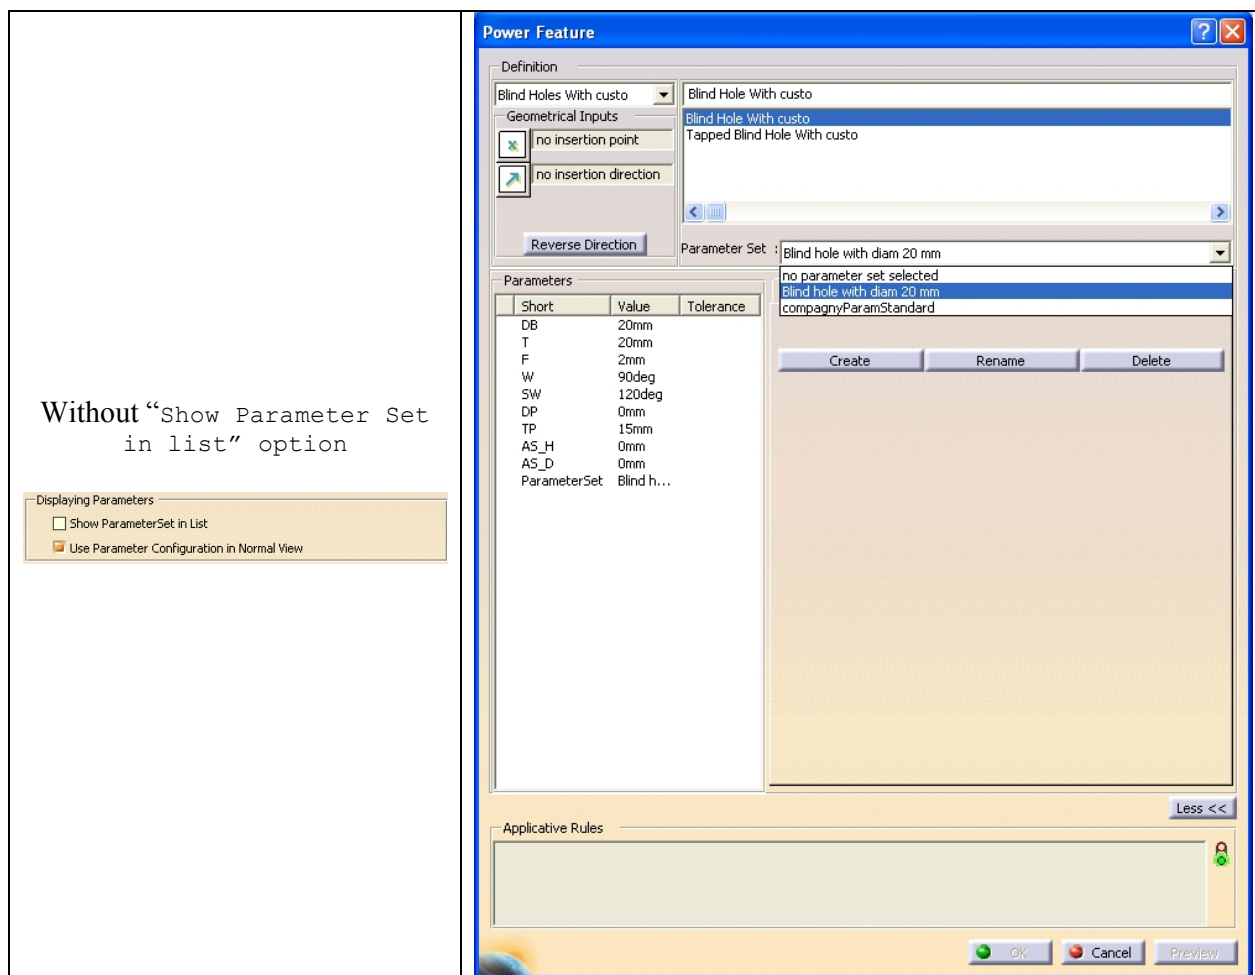 Without “Show Parameter Set
in list” option
Displaying Parameters
Show ParameterSet in List
Use Parameter Configuration in Normal View
Power Feature
Definition
Blind Holes With custo
Blind Hole With custo
Geometrical Inputs
no insertion point
no insertion direction
Reverse Direction
Blind Hole With custo
Tapped Blind Hole With custo
Parameter Set : Blind hole with diam 20 mm
no parameter set selected
Blind hole with diam 20 mm
compagnyParamStandard
Parameters
Short Value Tolerance
DB 20mm
T 20mm
F 2mm
W 90deg
SW 120deg
DP 0mm
TP 15mm
AS_H 0mm
AS_D 0mm
ParameterSet Blind h...
Create Rename Delete
Less <<
Applicative Rules
OK Cancel Preview